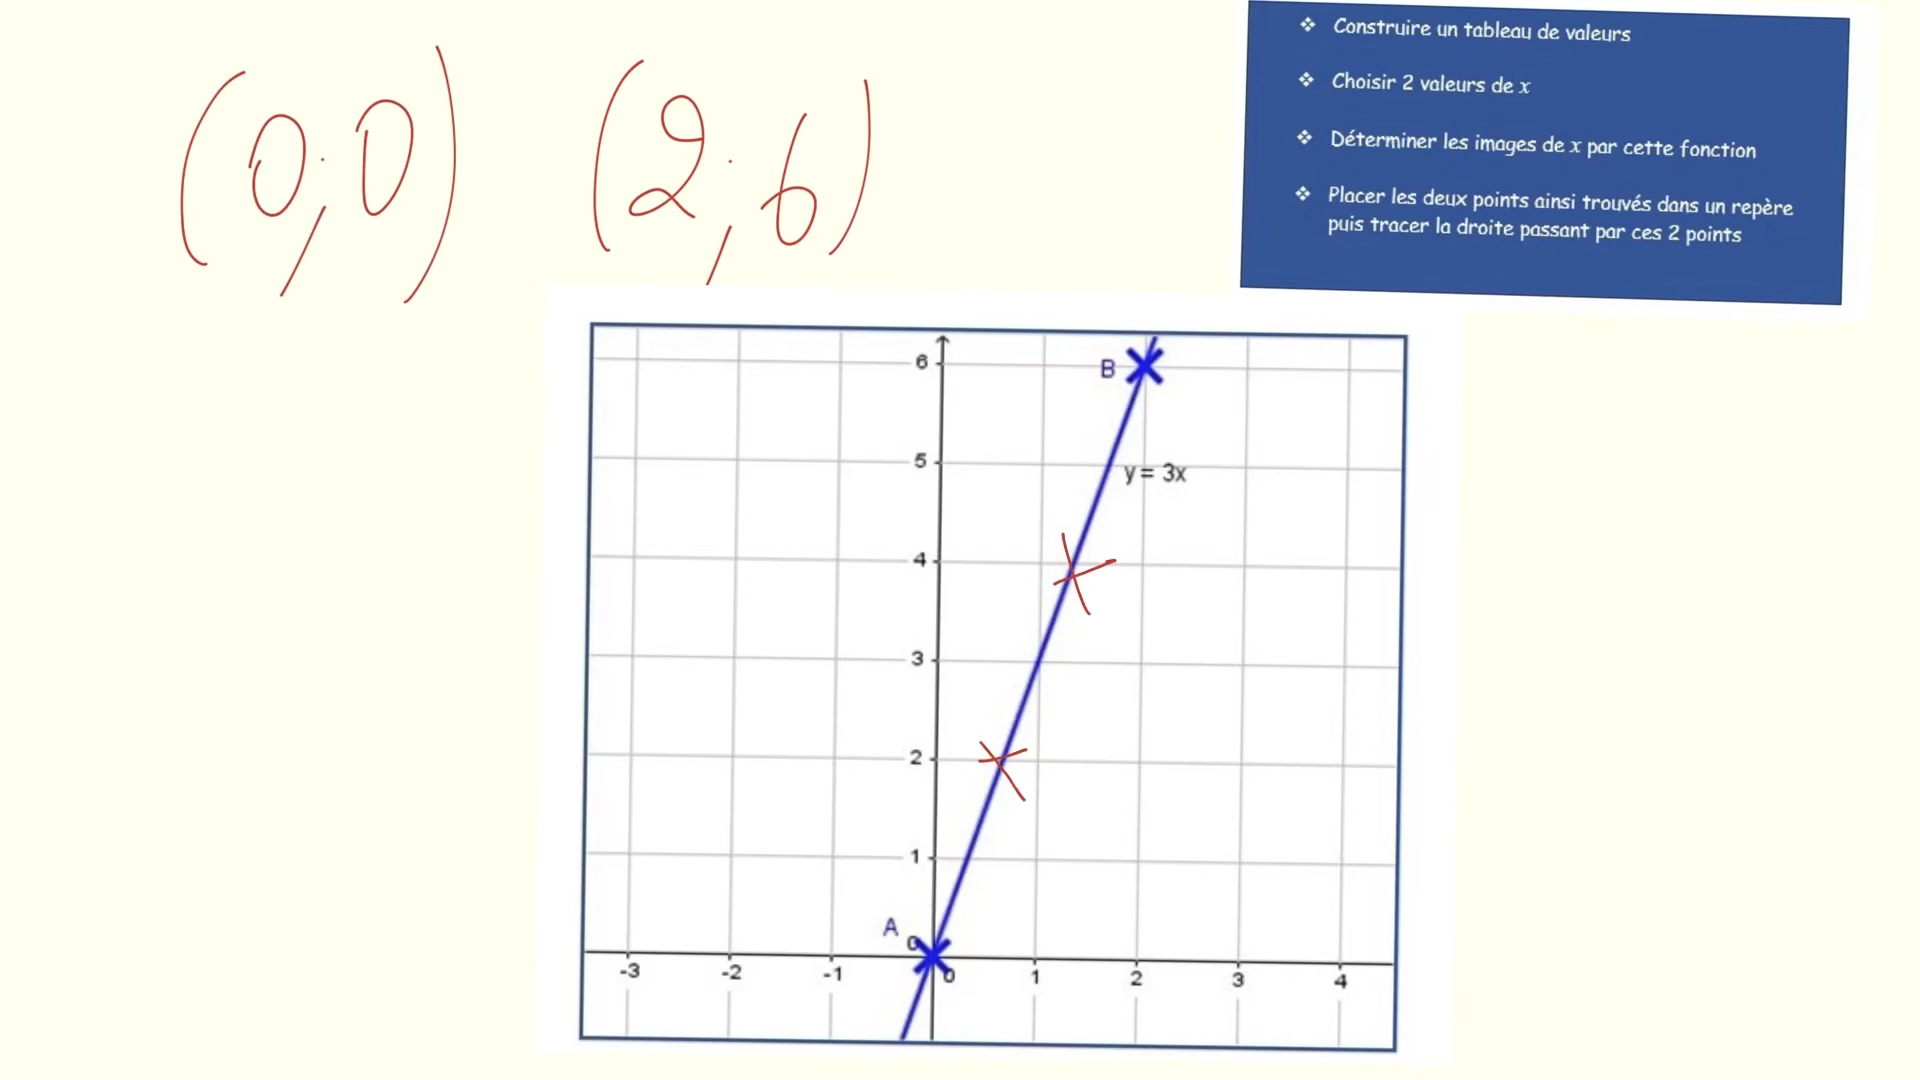 (0;0) (2;6)
❖ Construire un tableau de valeurs
❖ Choisir 2 valeurs de x
❖ Déterminer les images de x par cette fonction
❖ Placer les deux points ainsi trouvés dans un repère
puis tracer la droite passant par ces 2 points
6
B
5
y = 3x
4
3
2
1
A
0
-3 -2 -1 0 1 2 3 4